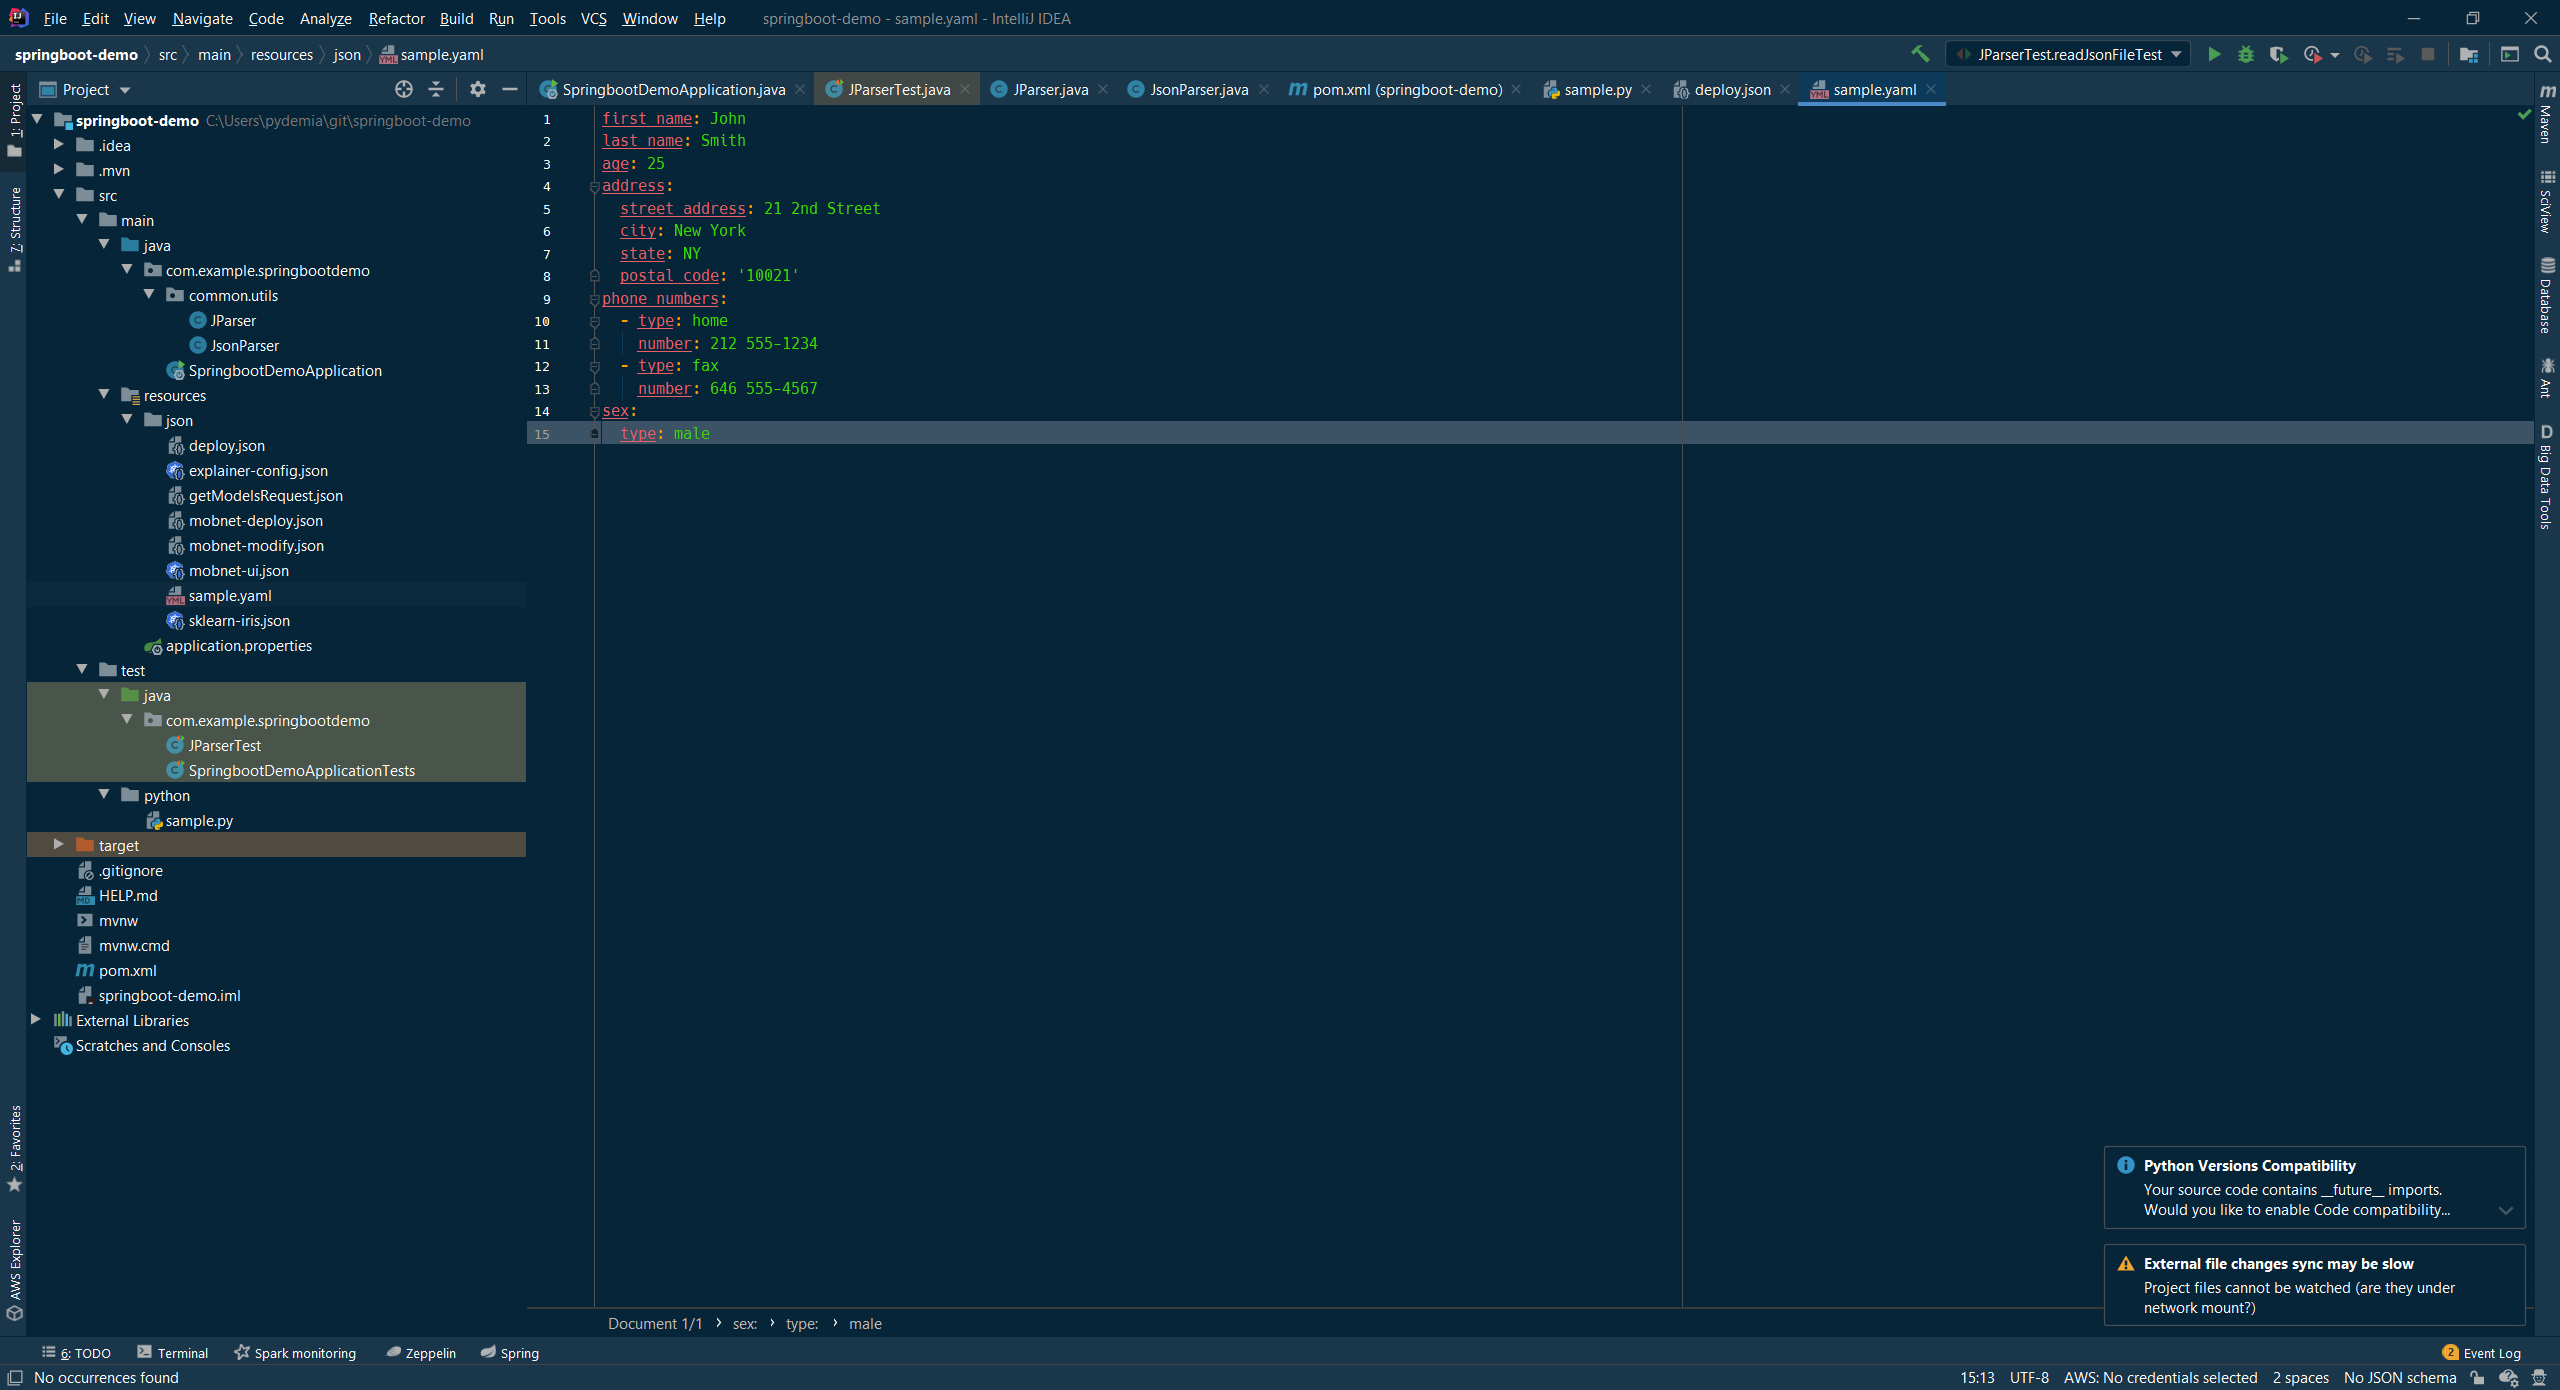 File Edit View Navigate Code Analyze Refactor Build Run Tools VCS Window Help springboot-demo - sample.yaml - IntelliJ IDEA
springboot-demo src main resources json sample.yaml JParserTest.readJsonFileTest
Project
SpringbootDemoApplication.java JParserTest.java JParser.java JsonParser.java pom.xml (springboot-demo) sample.py deploy.json sample.yaml
1: Project
7: Structure
2: Favorites
AWS Explorer
springboot-demo C:\Users\pydemia\git\springboot-demo
.idea
.mvn
src
main
java
com.example.springbootdemo
common.utils
JParser
JsonParser
SpringbootDemoApplication
resources
json
deploy.json
explainer-config.json
getModelsRequest.json
mobnet-deploy.json
mobnet-modify.json
mobnet-ui.json
sample.yaml
sklearn-iris.json
application.properties
test
java
com.example.springbootdemo
JParserTest
SpringbootDemoApplicationTests
python
sample.py
target
.gitignore
HELP.md
mvnw
mvnw.cmd
pom.xml
springboot-demo.iml
External Libraries
Scratches and Consoles
1 first_name: John
2 last_name: Smith
3 age: 25
4 address:
5 street_address: 21 2nd Street
6 city: New York
7 state: NY
8 postal_code: '10021'
9 phone_numbers:
10 - type: home
11 number: 212 555-1234
12 - type: fax
13 number: 646 555-4567
14 sex:
15 type: male
Maven
SciView
Database
Ant
Big Data Tools
Python Versions Compatibility
Your source code contains __future__ imports.
Would you like to enable Code compatibility...
External file changes sync may be slow
Project files cannot be watched (are they under
network mount?)
Document 1/1 sex: type: male
6: TODO Terminal Spark monitoring Zeppelin Spring 2 Event Log
No occurrences found 15:13 UTF-8 AWS: No credentials selected 2 spaces No JSON schema